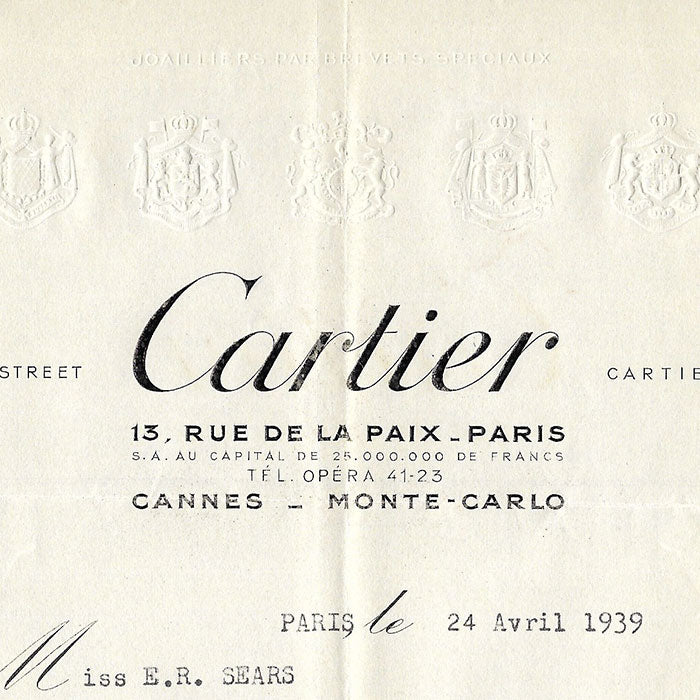 JOAILLIERS PAR BREVETS SPECIAUX
STREET
Cartier
CARTIE
13, RUE DE LA PAIX - PARIS
S.A. AU CAPITAL DE 25.000.000 DE FRANCS
TÉL. OPÉRA 41-23
CANNES - MONTE-CARLO
PARIS, le 24 Avril 1939
Miss E.R. SEARS